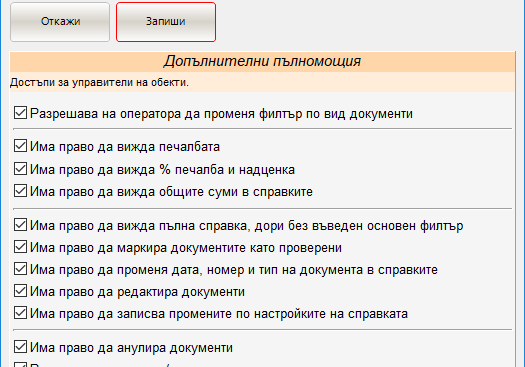 Откажи
Запиши
Допълнителни пълномощия
Достъпи за управители на обекти.
Разрешава на оператора да променя филтър по вид документи
Има право да вижда печалбата
Има право да вижда % печалба и надценка
Има право да вижда общите суми в справките
Има право да вижда пълна справка, дори без въведен основен филтър
Има право да маркира документите като проверени
Има право да променя дата, номер и тип на документа в справките
Има право да редактира документи
Има право да записва промените по настройките на справката
Има право да анулира документи